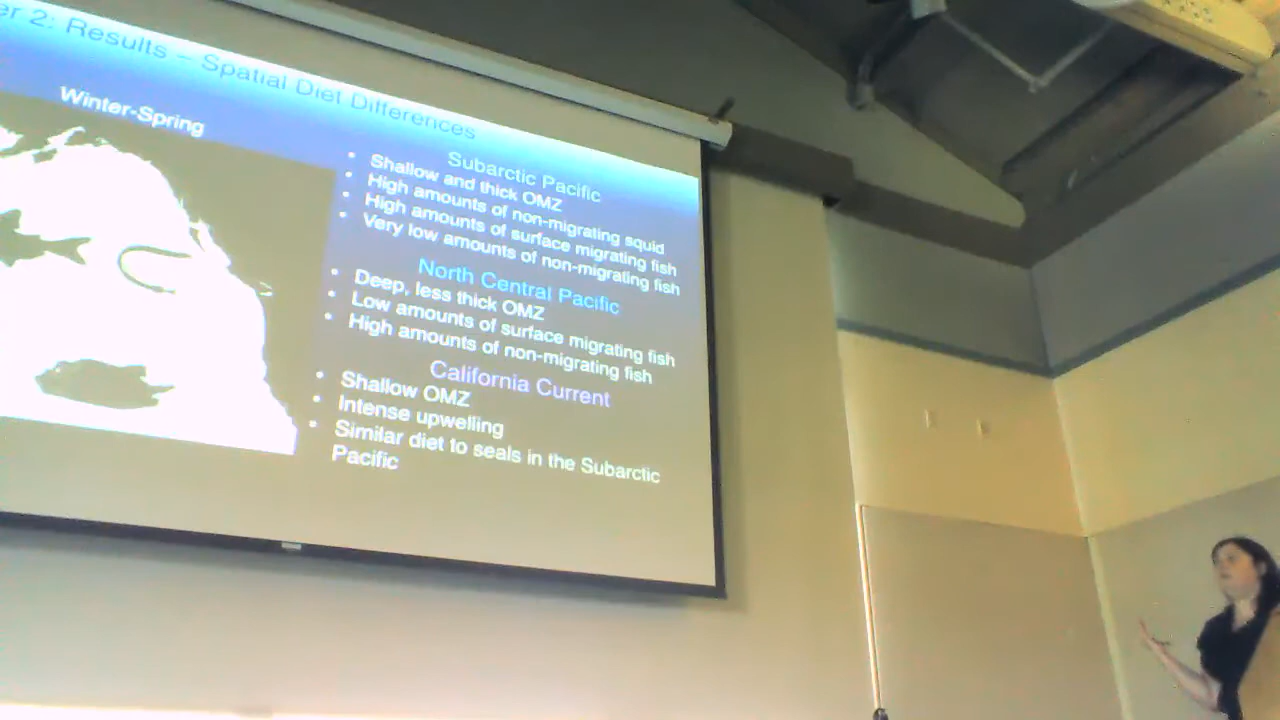 er 2: Results – Spatial Diet Differences
Winter-Spring
Subarctic Pacific
• Shallow and thick OMZ
• High amounts of non-migrating squid
• High amounts of surface migrating fish
• Very low amounts of non-migrating fish
North Central Pacific
• Deep, less thick OMZ
• Low amounts of surface migrating fish
• High amounts of non-migrating fish
California Current
• Shallow OMZ
• Intense upwelling
• Similar diet to seals in the Subarctic
Pacific